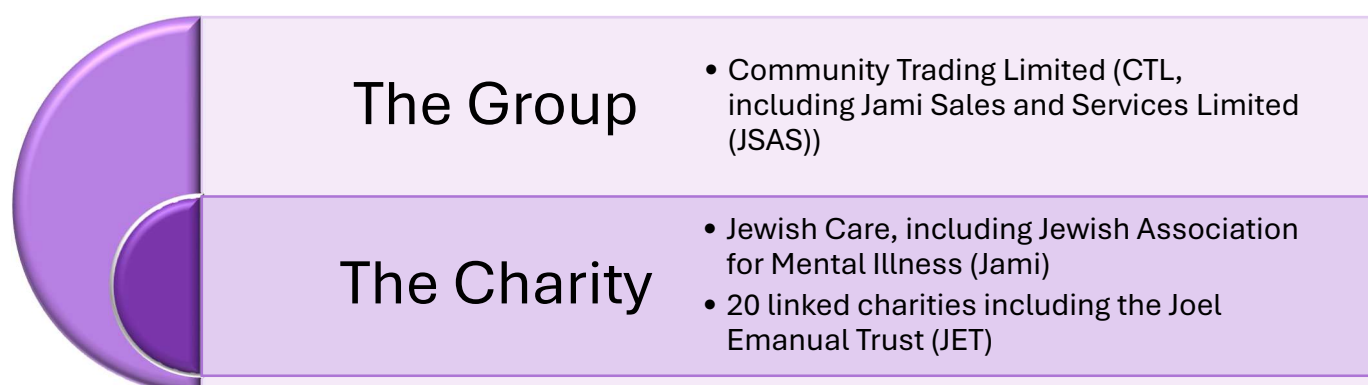 The Group
• Community Trading Limited (CTL,
including Jami Sales and Services Limited
(JSAS))
The Charity
• Jewish Care, including Jewish Association
for Mental Illness (Jami)
• 20 linked charities including the Joel
Emanual Trust (JET)